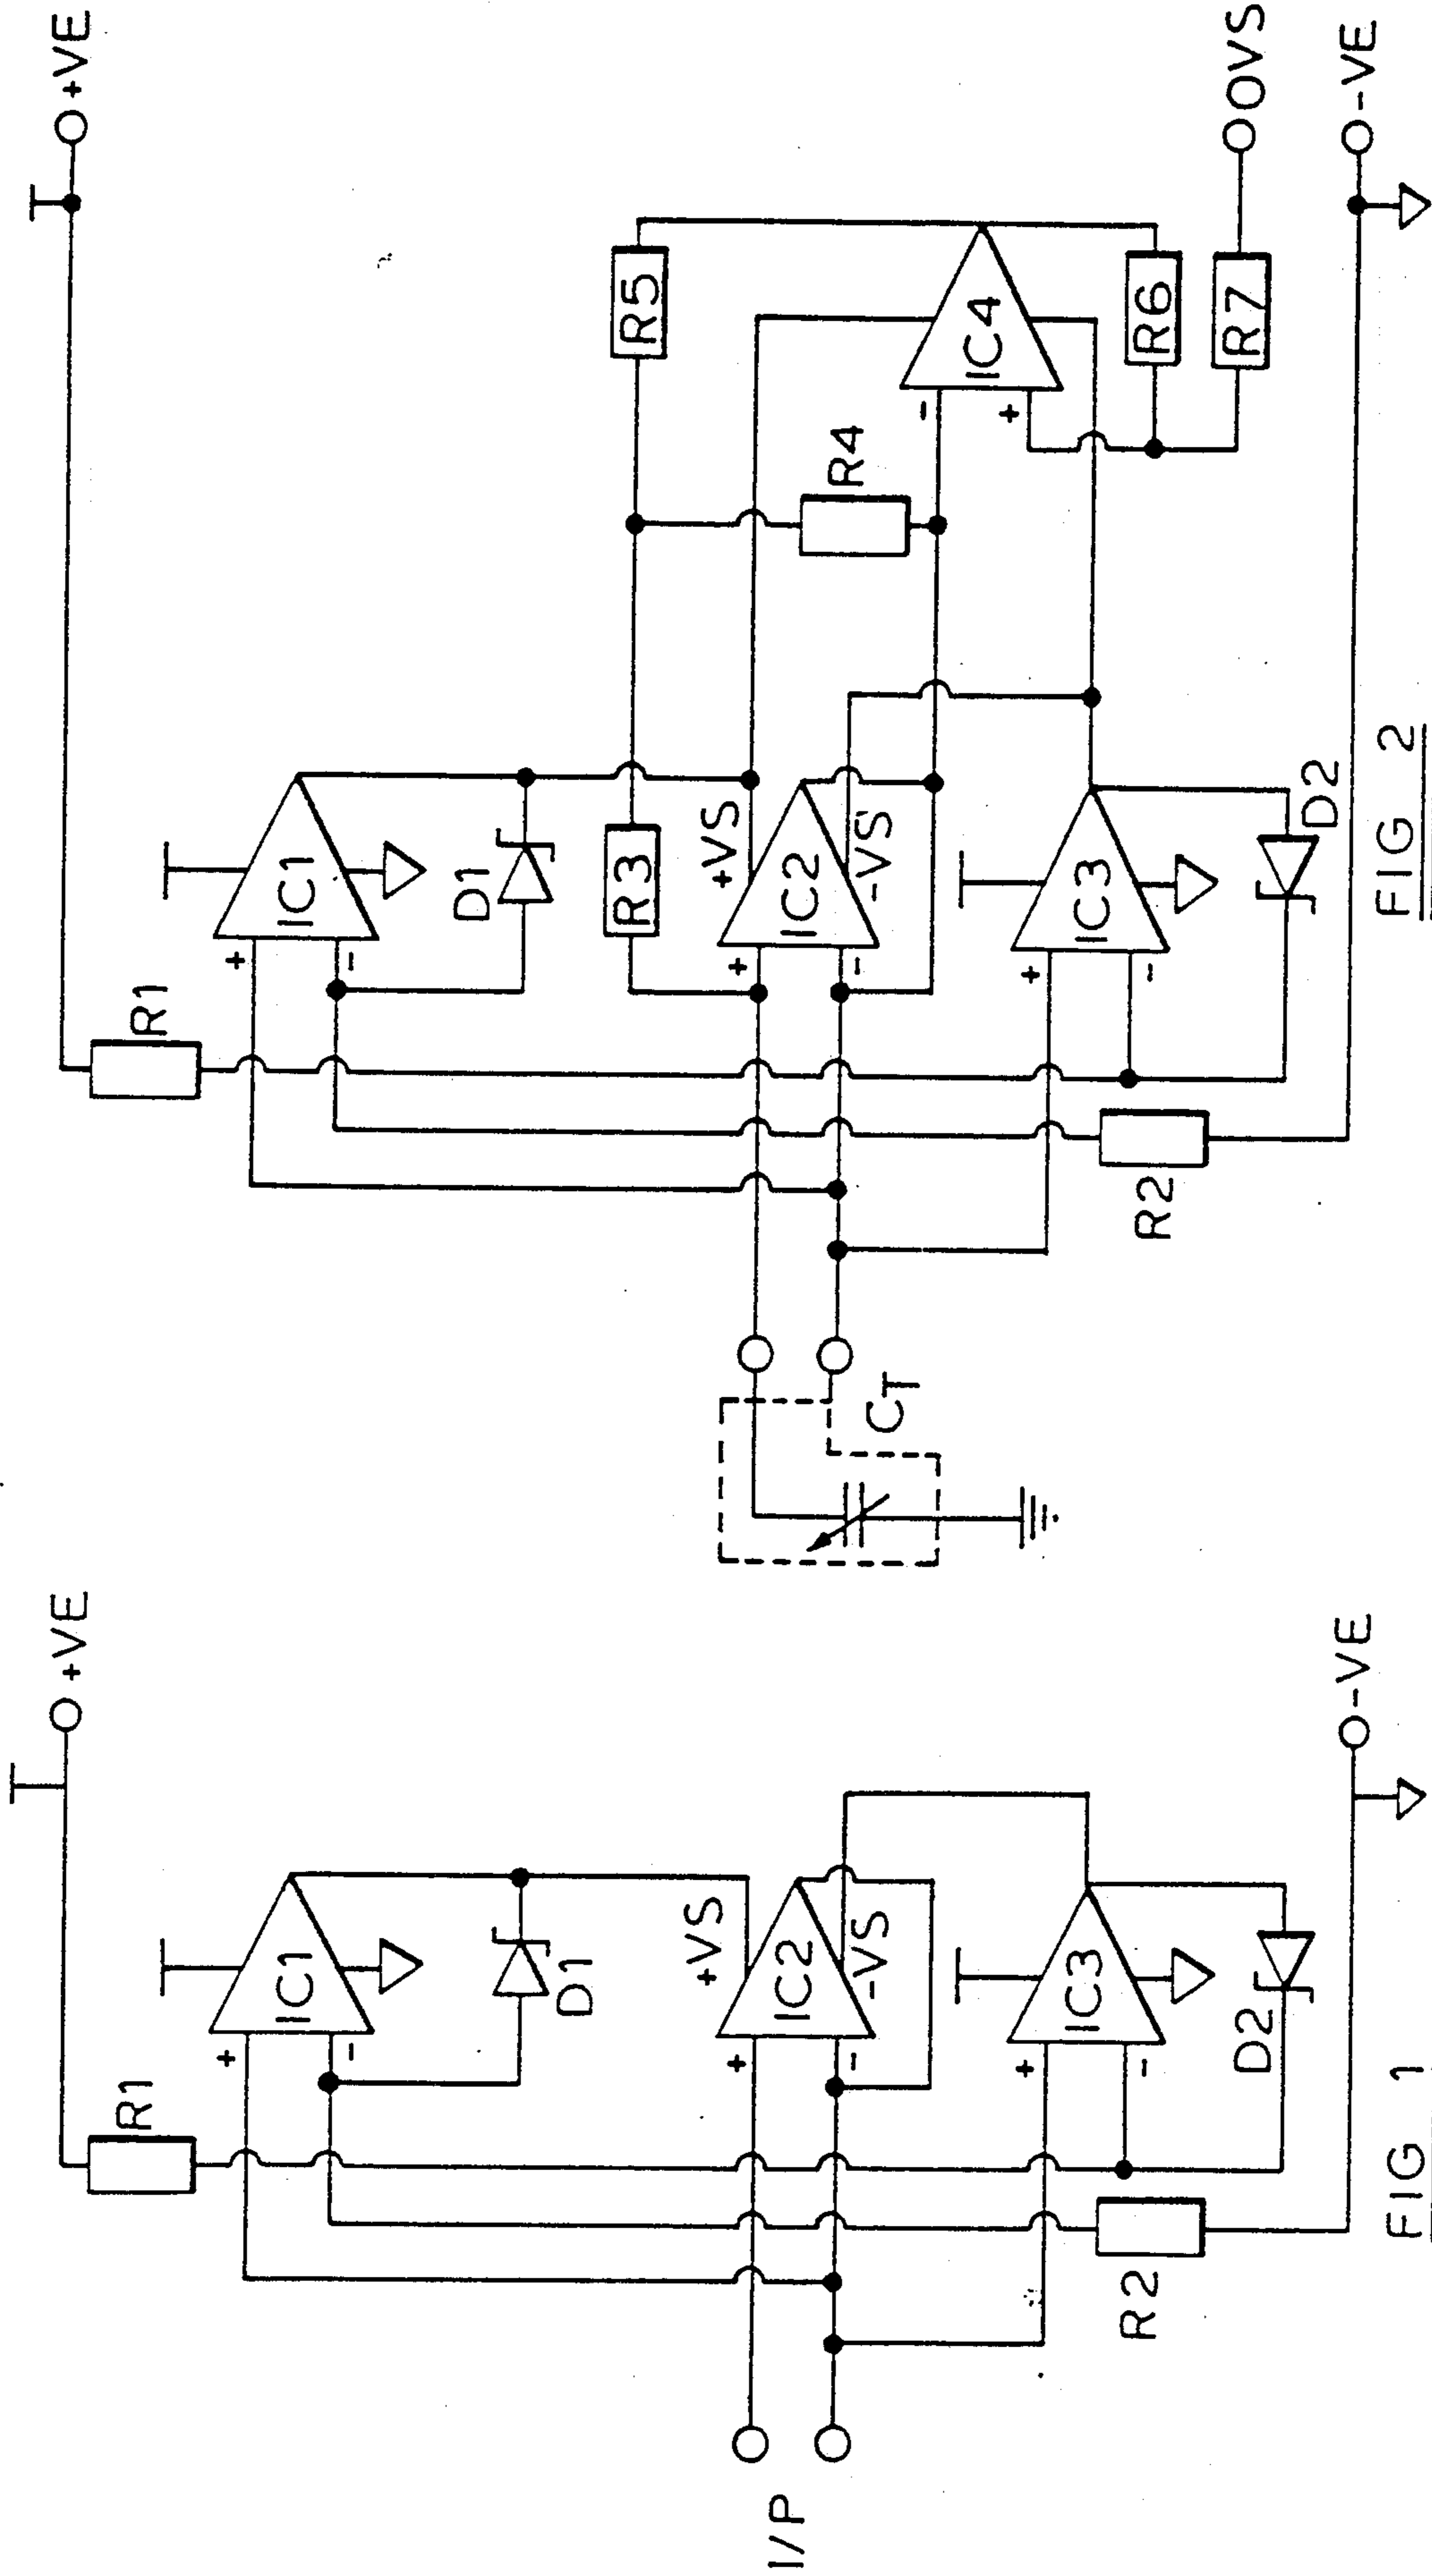 +VE
R1
IC1
+
-
D1
+VS
IC2
+
-
-VS
IC3
+
-
D2
R2
I/P
-VE
FIG 1
+VE
R1
IC1
+
-
D1
R5
R3
+VS
IC2
+
-
-VS
R4
IC4
-
+
R6
R7
OVS
CT
IC3
+
-
D2
R2
-VE
FIG 2